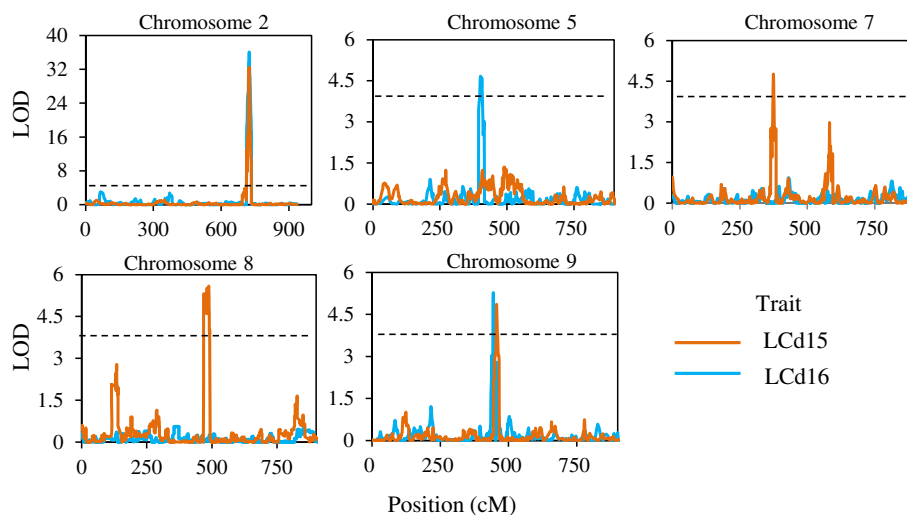 Chromosome 2
Chromosome 5
Chromosome 7
LOD
40
32
24
16
8
0
0 300 600 900
6
4.5
3
1.5
0
0 250 500 750
6
4.5
3
1.5
0
0 250 500 750
Chromosome 8
Chromosome 9
LOD
6
4.5
3
1.5
0
0 250 500 750
6
4.5
3
1.5
0
0 250 500 750
Trait
LCd15
LCd16
Position (cM)